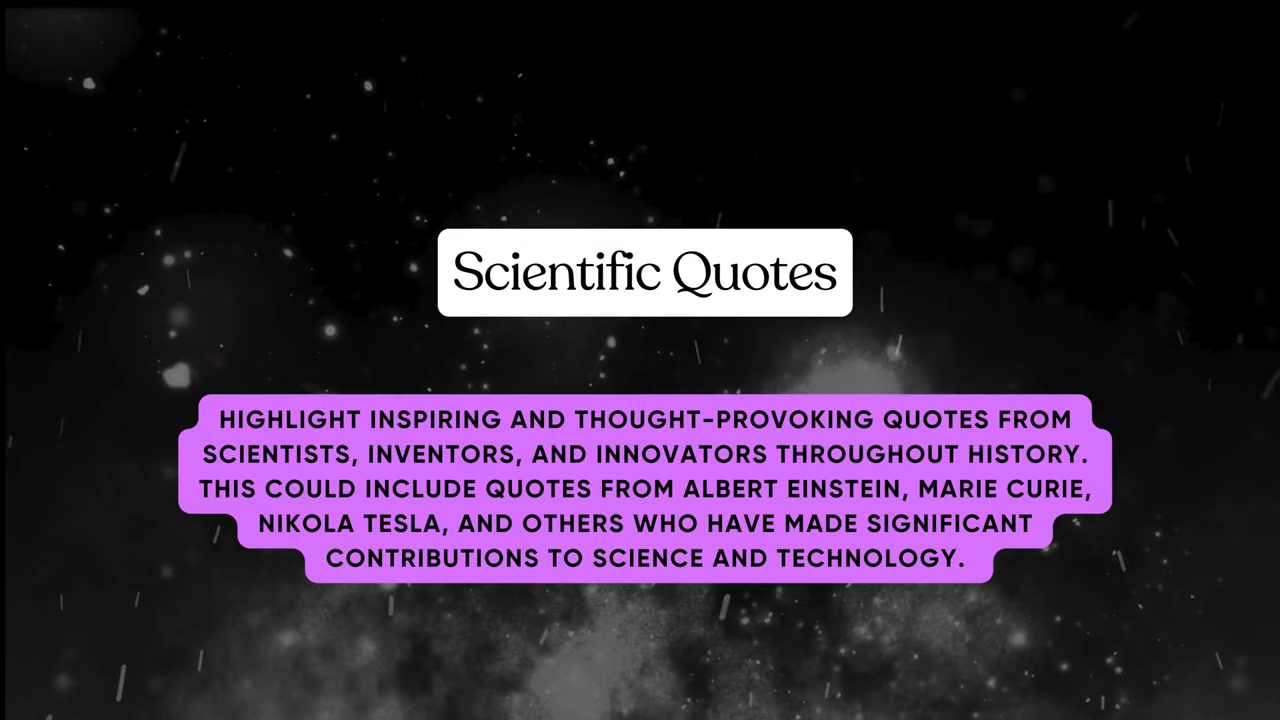 Scientific Quotes
HIGHLIGHT INSPIRING AND THOUGHT-PROVOKING QUOTES FROM
SCIENTISTS, INVENTORS, AND INNOVATORS THROUGHOUT HISTORY.
THIS COULD INCLUDE QUOTES FROM ALBERT EINSTEIN, MARIE CURIE,
NIKOLA TESLA, AND OTHERS WHO HAVE MADE SIGNIFICANT
CONTRIBUTIONS TO SCIENCE AND TECHNOLOGY.